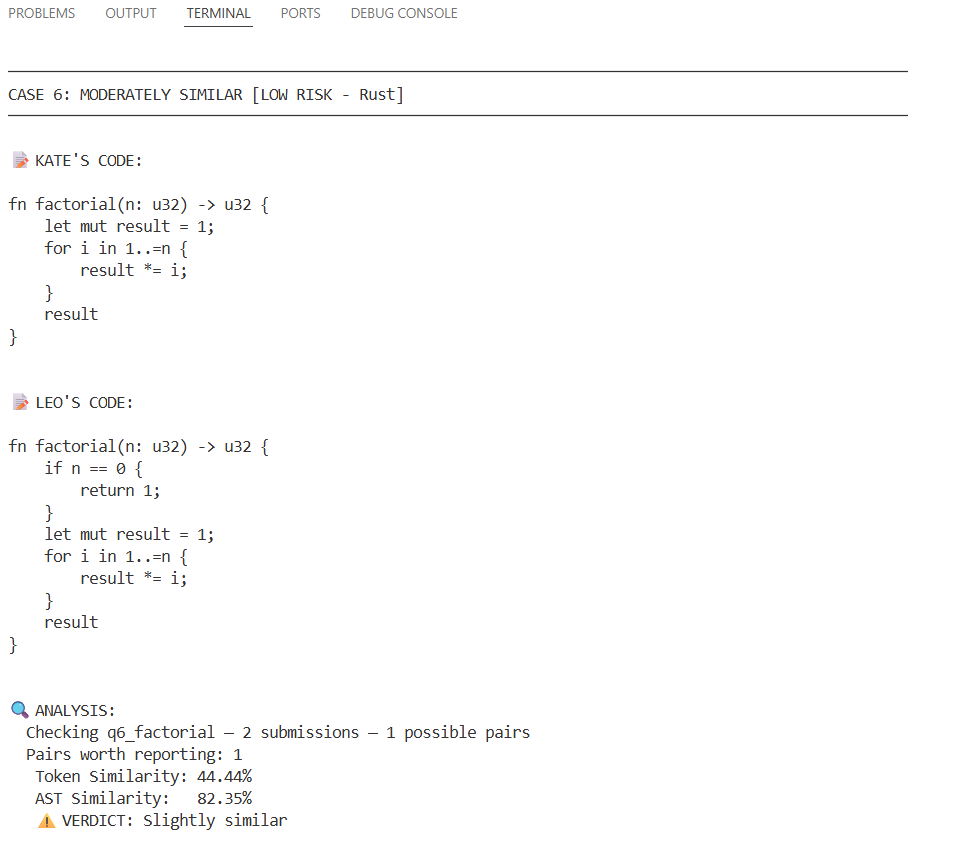 PROBLEMS OUTPUT TERMINAL PORTS DEBUG CONSOLE
CASE 6: MODERATELY SIMILAR [LOW RISK - Rust]
📝 KATE'S CODE:
fn factorial(n: u32) -> u32 {
    let mut result = 1;
    for i in 1..=n {
        result *= i;
    }
    result
}
📝 LEO'S CODE:
fn factorial(n: u32) -> u32 {
    if n == 0 {
        return 1;
    }
    let mut result = 1;
    for i in 1..=n {
        result *= i;
    }
    result
}
🔍 ANALYSIS:
  Checking q6_factorial — 2 submissions — 1 possible pairs
  Pairs worth reporting: 1
   Token Similarity: 44.44%
   AST Similarity:   82.35%
   ⚠️ VERDICT: Slightly similar